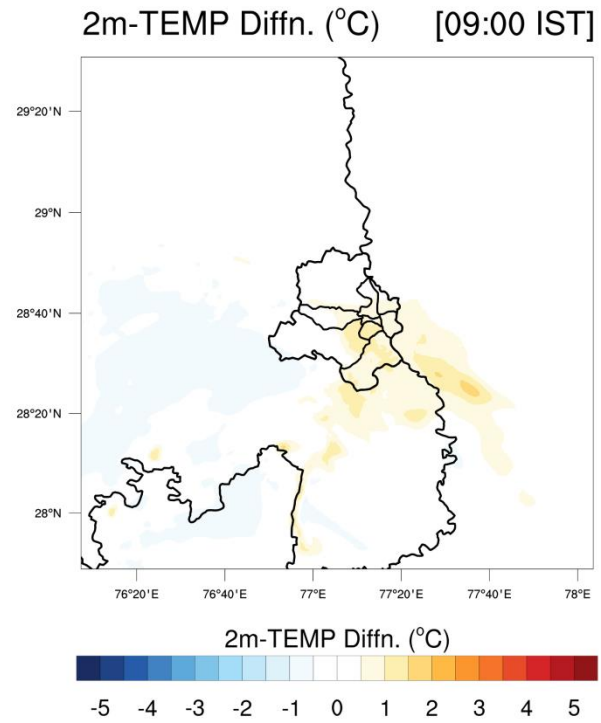 2m-TEMP Diffn. (°C) [09:00 IST]
29°20'N
29°N
28°40'N
28°20'N
28°N
76°20'E 76°40'E 77°E 77°20'E 77°40'E 78°E
2m-TEMP Diffn. (°C)
-5 -4 -3 -2 -1 0 1 2 3 4 5